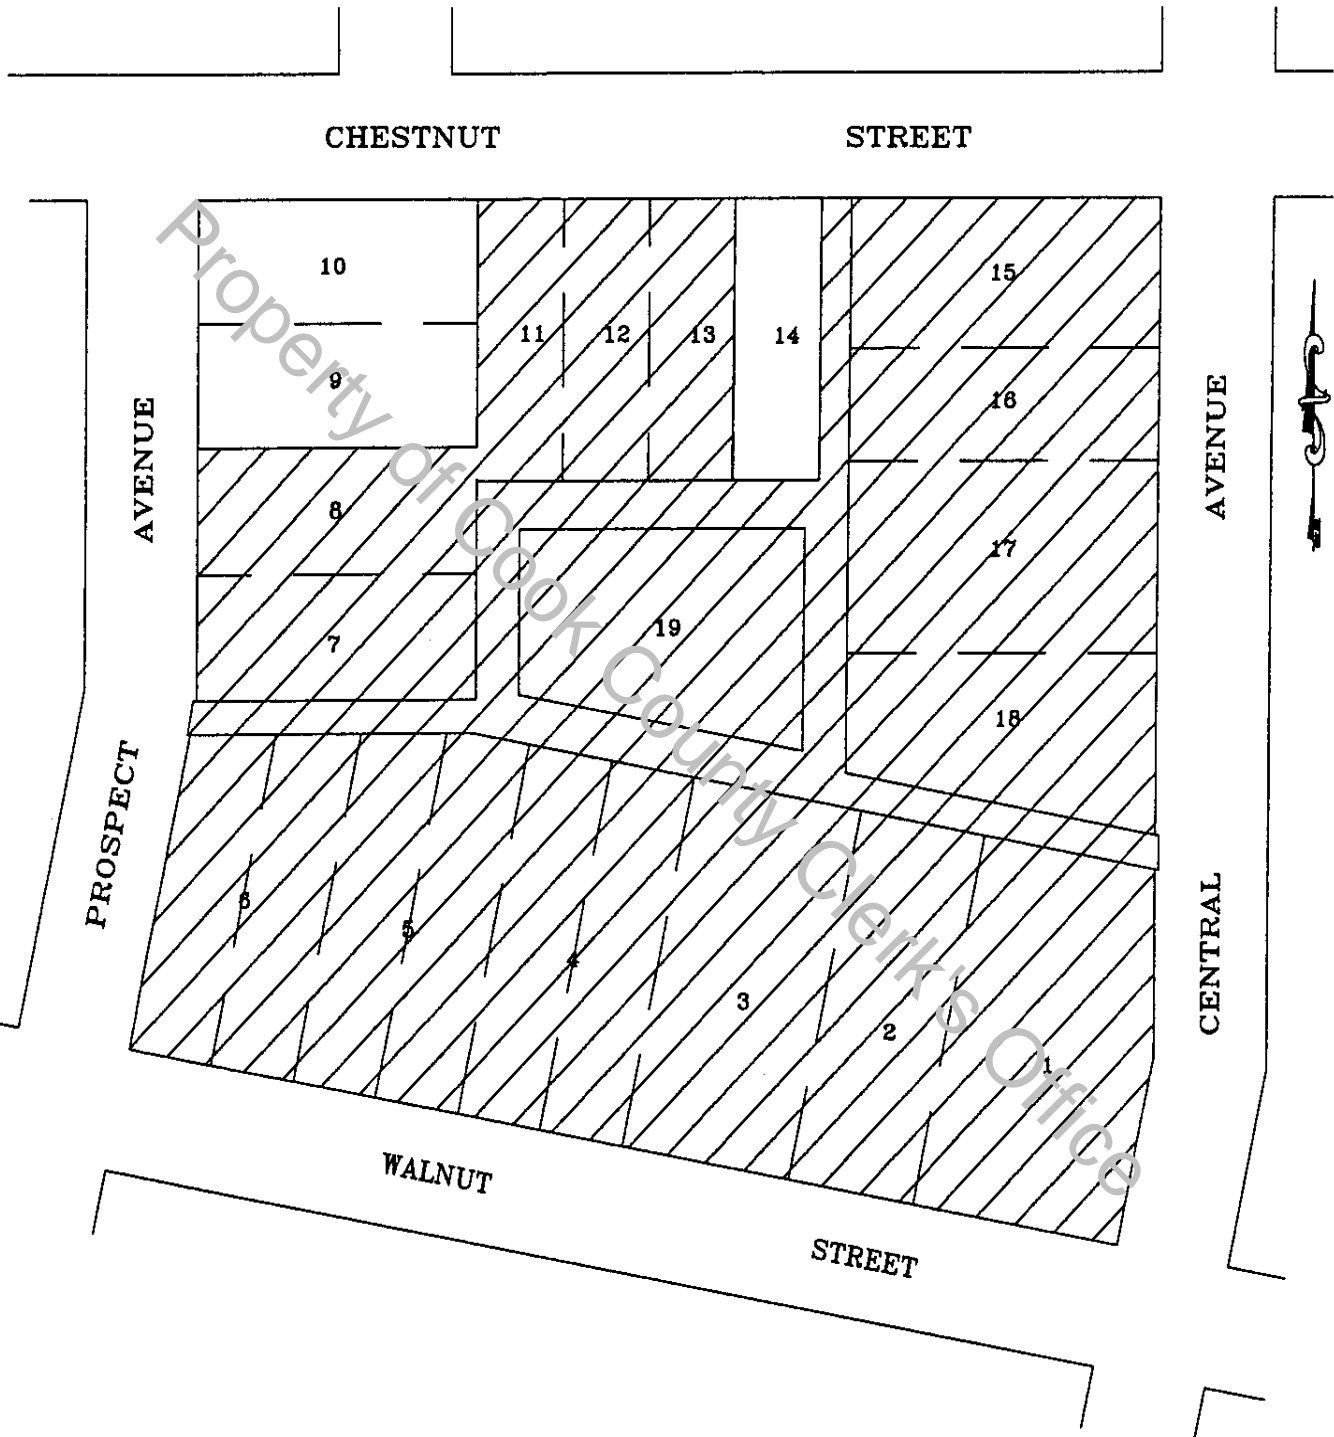 CHESTNUT STREET
10
9
11 12 13 14
15
16
17
18
8
7
19
AVENUE
AVENUE
PROSPECT
CENTRAL
6
5
4
3
2
1
WALNUT
STREET
Property of Cook County Clerk's Office